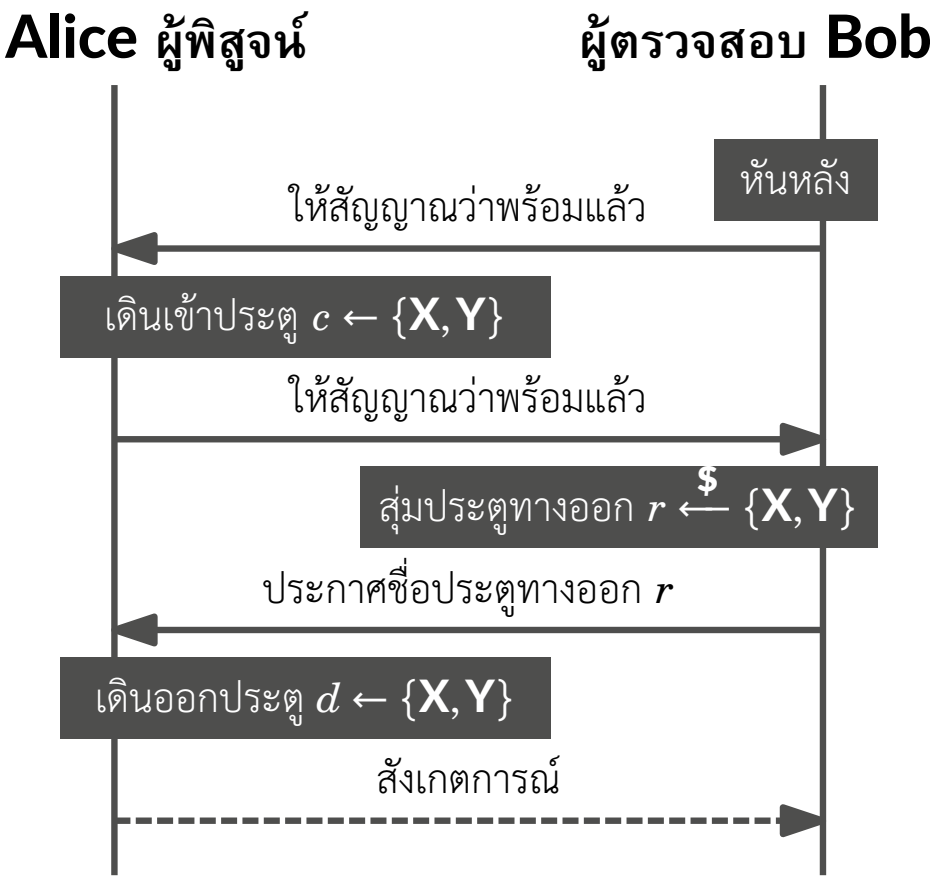 Alice ผู้พิสูจน์
ผู้ตรวจสอบ Bob
หันหลัง
ให้สัญญาณว่าพร้อมแล้ว
เดินเข้าประตู c ← {X, Y}
ให้สัญญาณว่าพร้อมแล้ว
$
สุ่มประตูทางออก r ← {X, Y}
ประกาศชื่อประตูทางออก r
เดินออกประตู d ← {X, Y}
สังเกตการณ์